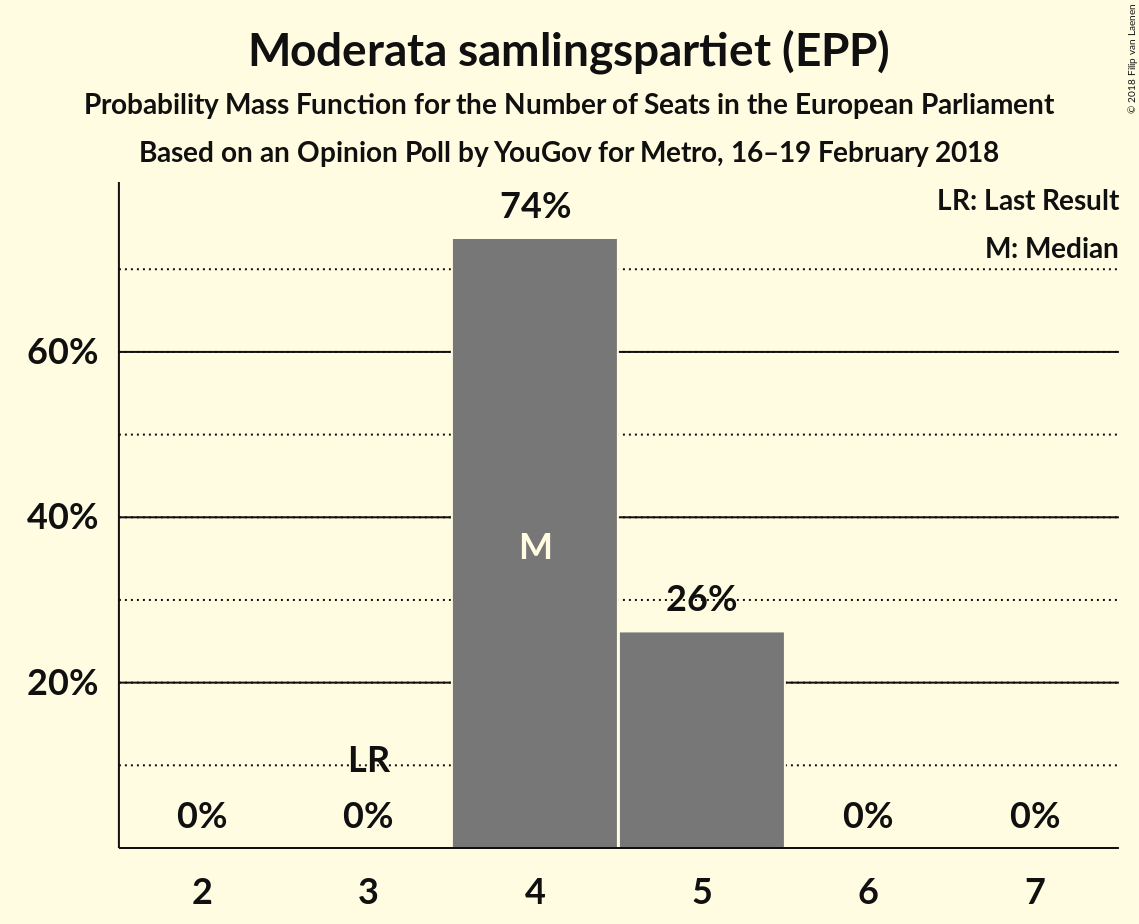 Moderata samlingspartiet (EPP)
Probability Mass Function for the Number of Seats in the European Parliament
Based on an Opinion Poll by YouGov for Metro, 16–19 February 2018
© 2018 Filip van Laenen
LR: Last Result
M: Median
74%
60%
40%
M
26%
20%
LR
0%
0%
0%
0%
2
3
4
5
6
7